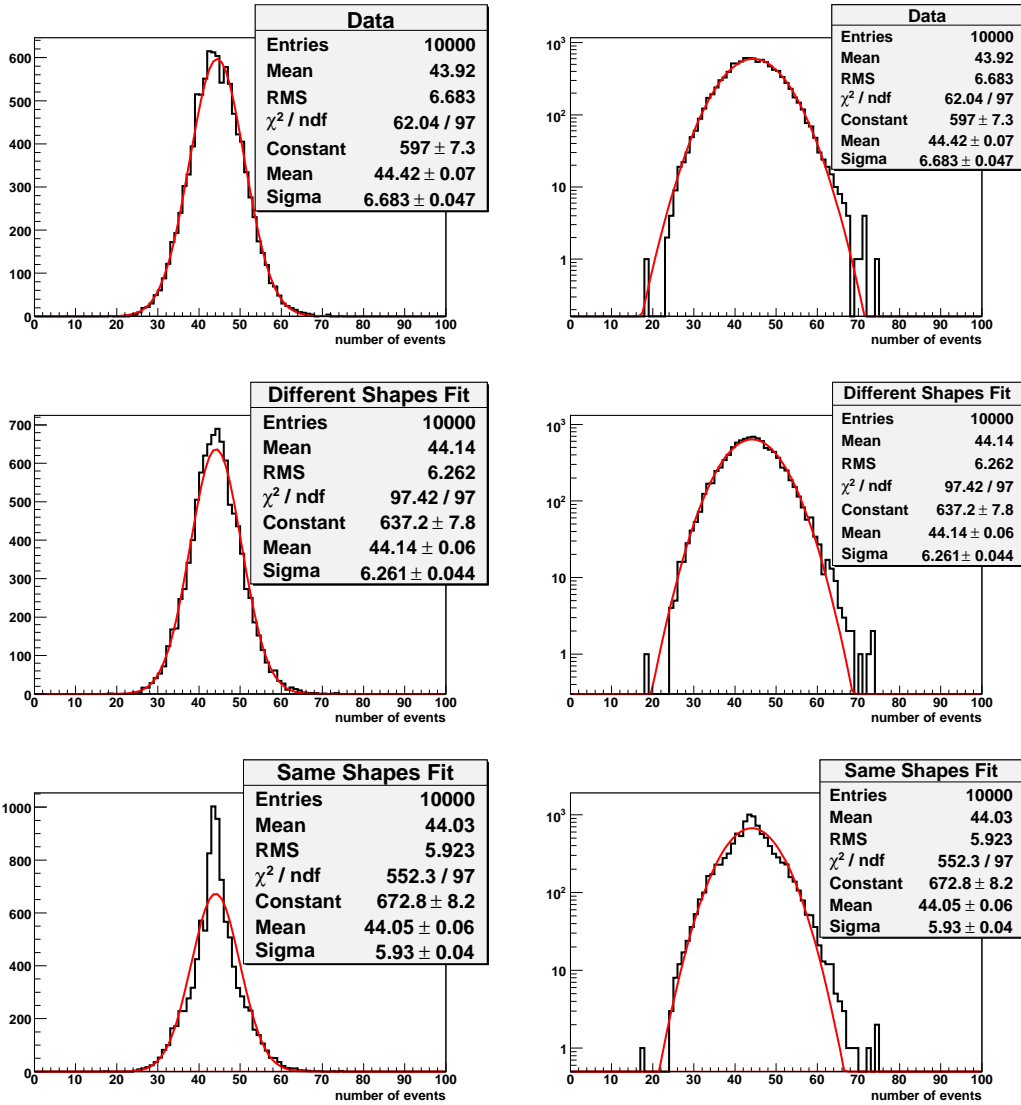 Data
Entries 10000
Mean 43.92
RMS 6.683
χ² / ndf 62.04 / 97
Constant 597 ± 7.3
Mean 44.42 ± 0.07
Sigma 6.683 ± 0.047
600
500
400
300
200
100
0
0 10 20 30 40 50 60 70 80 90 100
number of events
Data
Entries 10000
Mean 43.92
RMS 6.683
χ² / ndf 62.04 / 97
Constant 597 ± 7.3
Mean 44.42 ± 0.07
Sigma 6.683 ± 0.047
10³
10²
10
1
0 10 20 30 40 50 60 70 80 90 100
number of events
Different Shapes Fit
Entries 10000
Mean 44.14
RMS 6.262
χ² / ndf 97.42 / 97
Constant 637.2 ± 7.8
Mean 44.14 ± 0.06
Sigma 6.261 ± 0.044
700
600
500
400
300
200
100
0
0 10 20 30 40 50 60 70 80 90 100
number of events
Different Shapes Fit
Entries 10000
Mean 44.14
RMS 6.262
χ² / ndf 97.42 / 97
Constant 637.2 ± 7.8
Mean 44.14 ± 0.06
Sigma 6.261 ± 0.044
10³
10²
10
1
0 10 20 30 40 50 60 70 80 90 100
number of events
Same Shapes Fit
Entries 10000
Mean 44.03
RMS 5.923
χ² / ndf 552.3 / 97
Constant 672.8 ± 8.2
Mean 44.05 ± 0.06
Sigma 5.93 ± 0.04
1000
800
600
400
200
0
0 10 20 30 40 50 60 70 80 90 100
number of events
Same Shapes Fit
Entries 10000
Mean 44.03
RMS 5.923
χ² / ndf 552.3 / 97
Constant 672.8 ± 8.2
Mean 44.05 ± 0.06
Sigma 5.93 ± 0.04
10³
10²
10
1
0 10 20 30 40 50 60 70 80 90 100
number of events